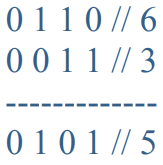 0 1 1 0 // 6
0 0 1 1 // 3
-------------
0 1 0 1 // 5